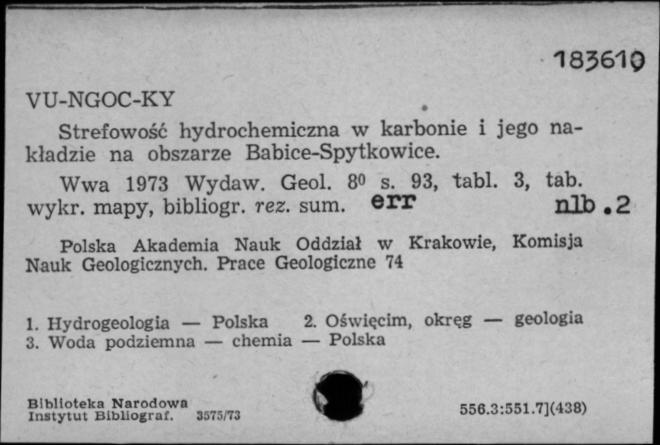 183610
VU-NGOC-KY
Strefowość hydrochemiczna w karbonie i jego na-
kładzie na obszarze Babice-Spytkowice.
Wwa 1973 Wydaw. Geol. 8⁰ s. 93, tabl. 3, tab.
wykr. mapy, bibliogr. rez. sum. err nlb.2
Polska Akademia Nauk Oddział w Krakowie, Komisja
Nauk Geologicznych. Prace Geologiczne 74
1. Hydrogeologia — Polska 2. Oświęcim, okręg — geologia
3. Woda podziemna — chemia — Polska
Biblioteka Narodowa
Instytut Bibliograf. 3575/73 556.3:551.7](438)